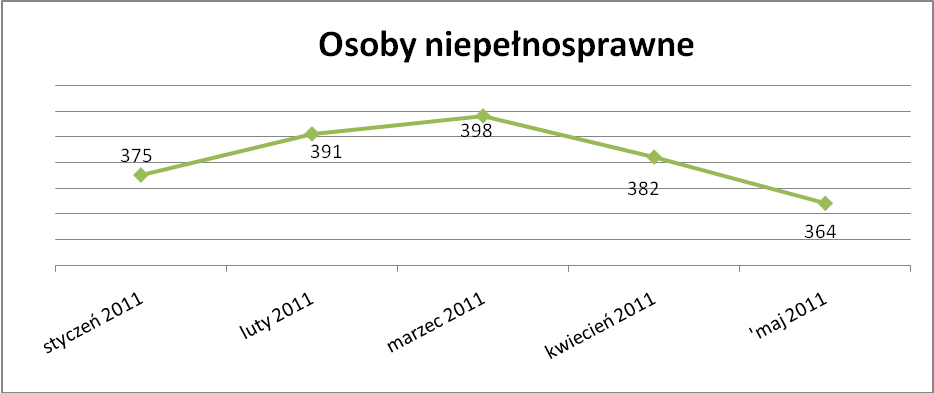 Osoby niepełnosprawne
375
391
398
382
364
styczeń 2011
luty 2011
marzec 2011
kwiecień 2011
'maj 2011